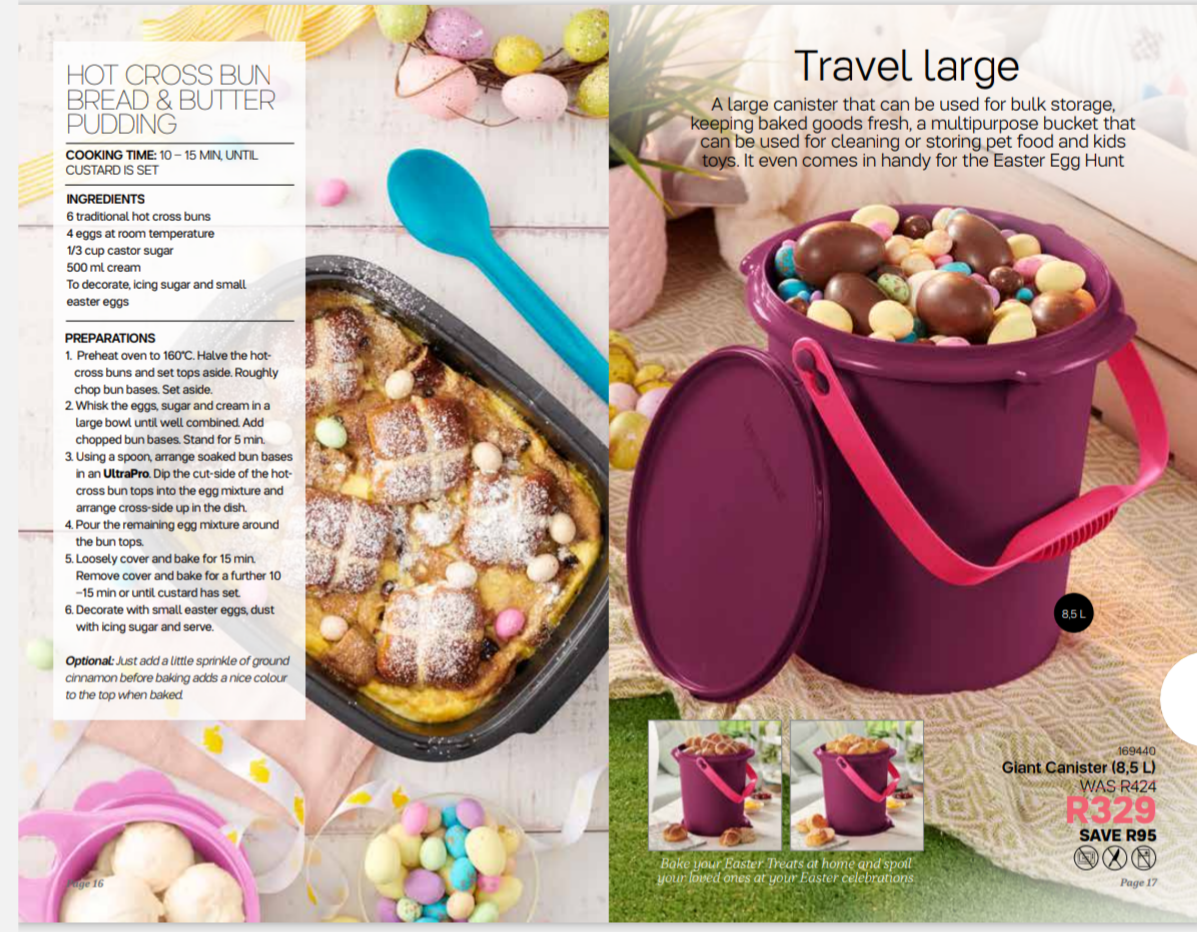 HOT CROSS BUN
BREAD & BUTTER
PUDDING
COOKING TIME: 10 – 15 MIN, UNTIL
CUSTARD IS SET
INGREDIENTS
6 traditional hot cross buns
4 eggs at room temperature
1/3 cup castor sugar
500 ml cream
To decorate, icing sugar and small
easter eggs
PREPARATIONS
1. Preheat oven to 160°C. Halve the hot-
cross buns and set tops aside. Roughly
chop bun bases. Set aside.
2. Whisk the eggs, sugar and cream in a
large bowl until well combined. Add
chopped bun bases. Stand for 5 min.
3. Using a spoon, arrange soaked bun bases
in an UltraPro. Dip the cut-side of the hot-
cross bun tops into the egg mixture and
arrange cross-side up in the dish.
4. Pour the remaining egg mixture around
the bun tops.
5. Loosely cover and bake for 15 min.
Remove cover and bake for a further 10
–15 min or until custard has set.
6. Decorate with small easter eggs, dust
with icing sugar and serve.
Optional: Just add a little sprinkle of ground
cinnamon before baking adds a nice colour
to the top when baked.
Page 16
Travel large
A large canister that can be used for bulk storage,
keeping baked goods fresh, a multipurpose bucket that
can be used for cleaning or storing pet food and kids
toys. It even comes in handy for the Easter Egg Hunt
8,5 L
Bake your Easter Treats at home and spoil
your loved ones at your Easter celebrations
169440
Giant Canister (8,5 L)
WAS R424
R329
SAVE R95
Page 17